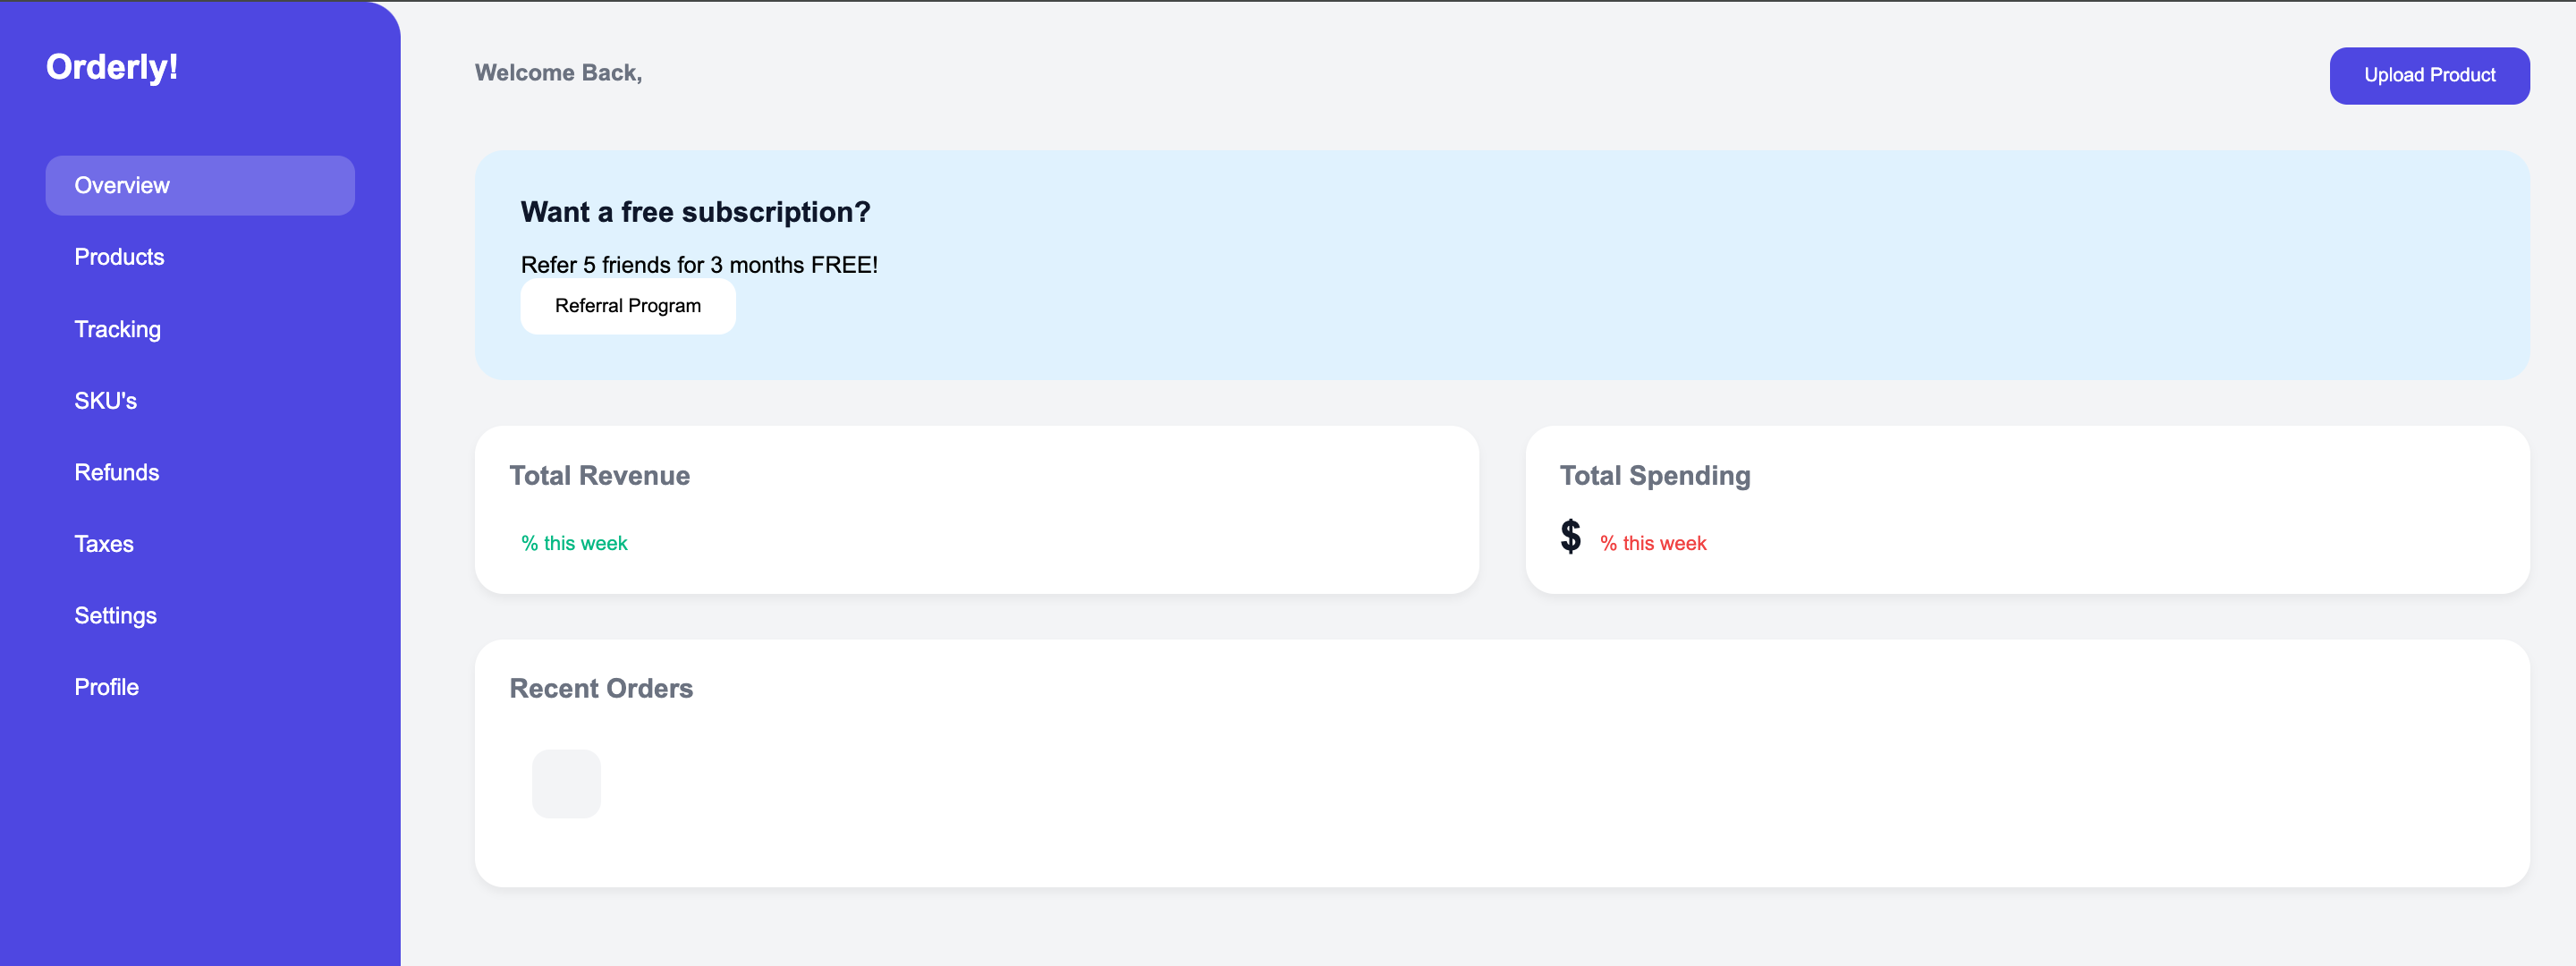 Orderly!
Overview
Products
Tracking
SKU's
Refunds
Taxes
Settings
Profile
Welcome Back,
Upload Product
Want a free subscription?
Refer 5 friends for 3 months FREE!
Referral Program
Total Revenue
% this week
Total Spending
$ % this week
Recent Orders